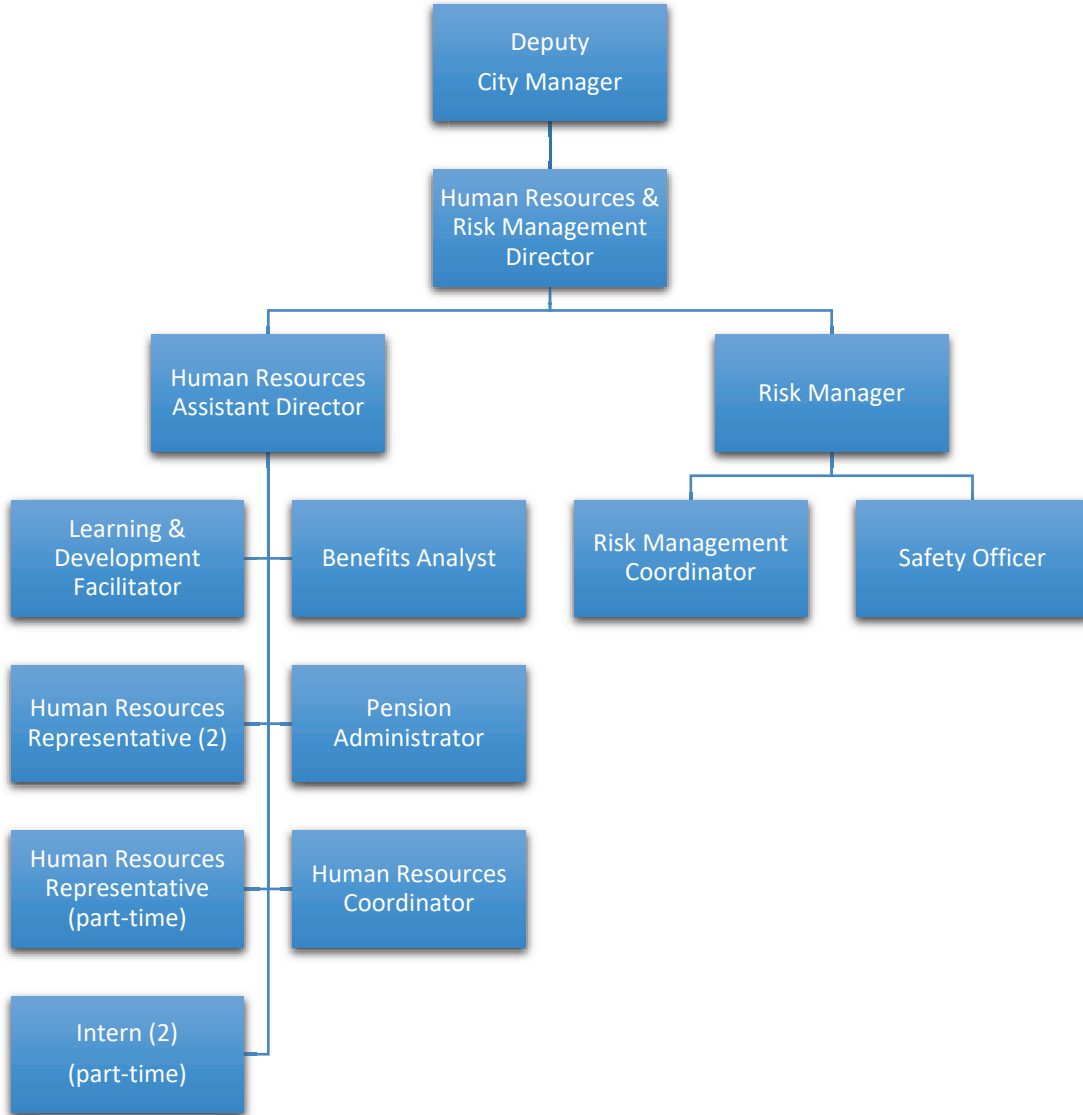 Deputy
City Manager
Human Resources &
Risk Management
Director
Human Resources
Assistant Director
Risk Manager
Learning &
Development
Facilitator
Benefits Analyst
Risk Management
Coordinator
Safety Officer
Human Resources
Representative (2)
Pension
Administrator
Human Resources
Representative
(part-time)
Human Resources
Coordinator
Intern (2)
(part-time)